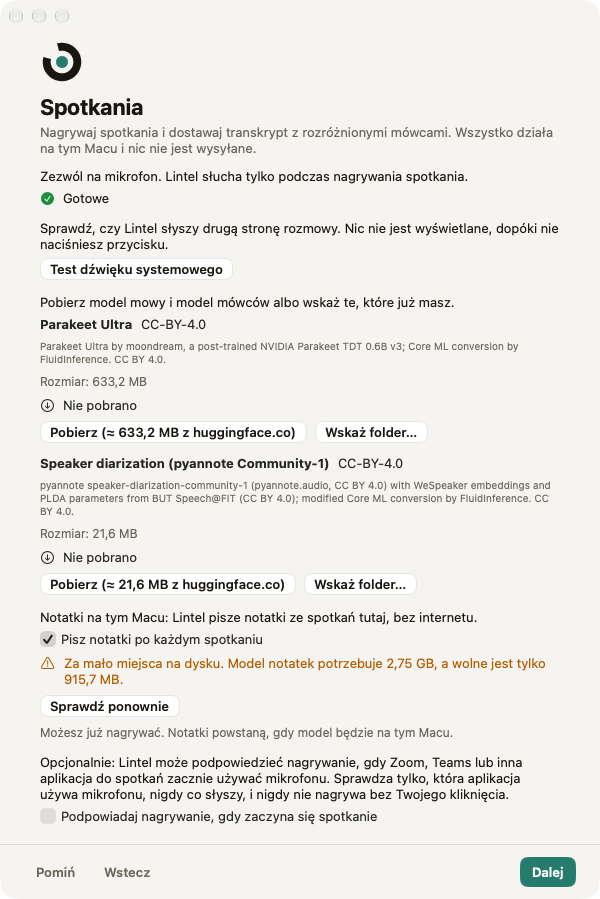 Spotkania
Nagrywaj spotkania i dostawaj transkrypt z rozróżnionymi mówcami. Wszystko działa
na tym Macu i nic nie jest wysyłane.
Zezwól na mikrofon. Lintel słucha tylko podczas nagrywania spotkania.
Gotowe
Sprawdź, czy Lintel słyszy drugą stronę rozmowy. Nic nie jest wyświetlane, dopóki nie
naciśniesz przycisku.
Test dźwięku systemowego
Pobierz model mowy i model mówców albo wskaż te, które już masz.
Parakeet Ultra CC-BY-4.0
Parakeet Ultra by moondream, a post-trained NVIDIA Parakeet TDT 0.6B v3; Core ML conversion by
FluidInference. CC BY 4.0.
Rozmiar: 633,2 MB
Nie pobrano
Pobierz (≈ 633,2 MB z huggingface.co) Wskaż folder...
Speaker diarization (pyannote Community-1) CC-BY-4.0
pyannote speaker-diarization-community-1 (pyannote.audio, CC BY 4.0) with WeSpeaker embeddings and
PLDA parameters from BUT Speech@FIT (CC BY 4.0); modified Core ML conversion by FluidInference. CC
BY 4.0.
Rozmiar: 21,6 MB
Nie pobrano
Pobierz (≈ 21,6 MB z huggingface.co) Wskaż folder...
Notatki na tym Macu: Lintel pisze notatki ze spotkań tutaj, bez internetu.
Pisz notatki po każdym spotkaniu
Za mało miejsca na dysku. Model notatek potrzebuje 2,75 GB, a wolne jest tylko
915,7 MB.
Sprawdź ponownie
Możesz już nagrywać. Notatki powstaną, gdy model będzie na tym Macu.
Opcjonalnie: Lintel może podpowiedzieć nagrywanie, gdy Zoom, Teams lub inna
aplikacja do spotkań zacznie używać mikrofonu. Sprawdza tylko, która aplikacja
używa mikrofonu, nigdy co słyszy, i nigdy nie nagrywa bez Twojego kliknięcia.
Podpowiadaj nagrywanie, gdy zaczyna się spotkanie
Pomiń Wstecz Dalej